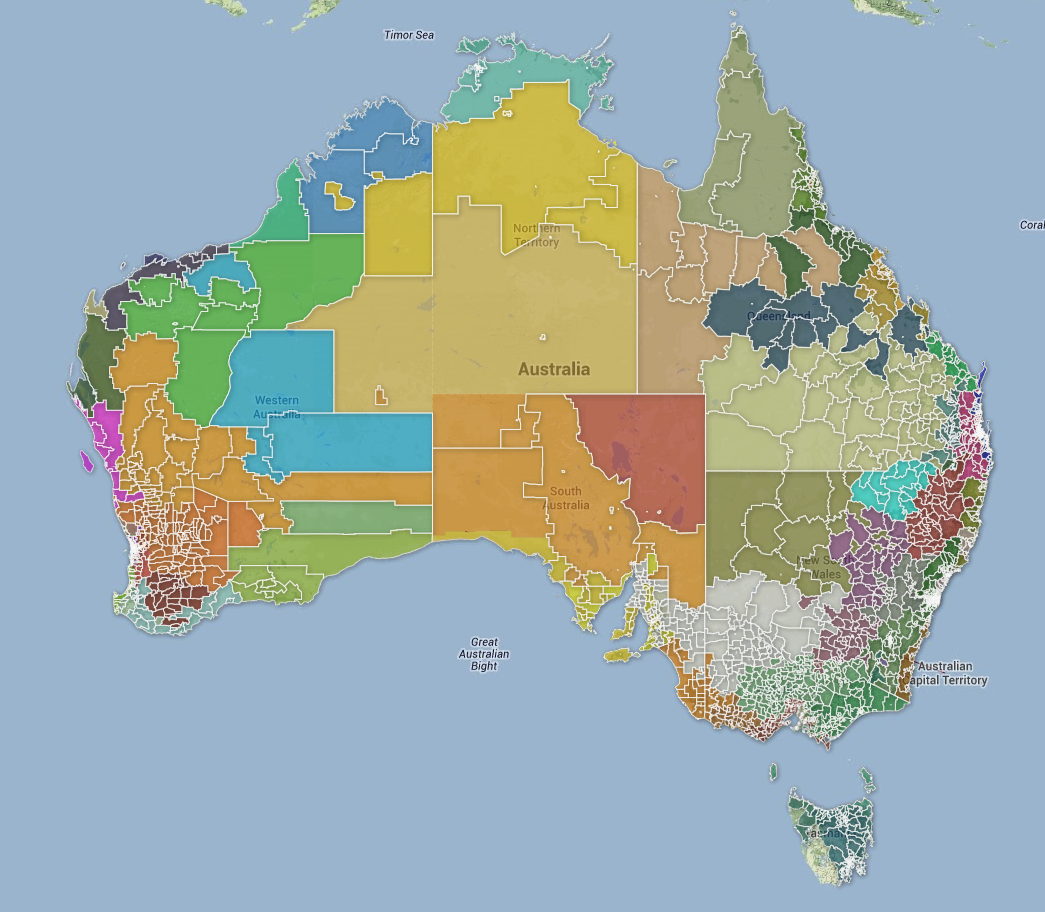 Timor Sea
Coral
Northern
Territory
Queensland
Australia
Western
Australia
South
Australia
New South
Wales
Great
Australian
Bight
Australian
Capital Territory
Tasmania